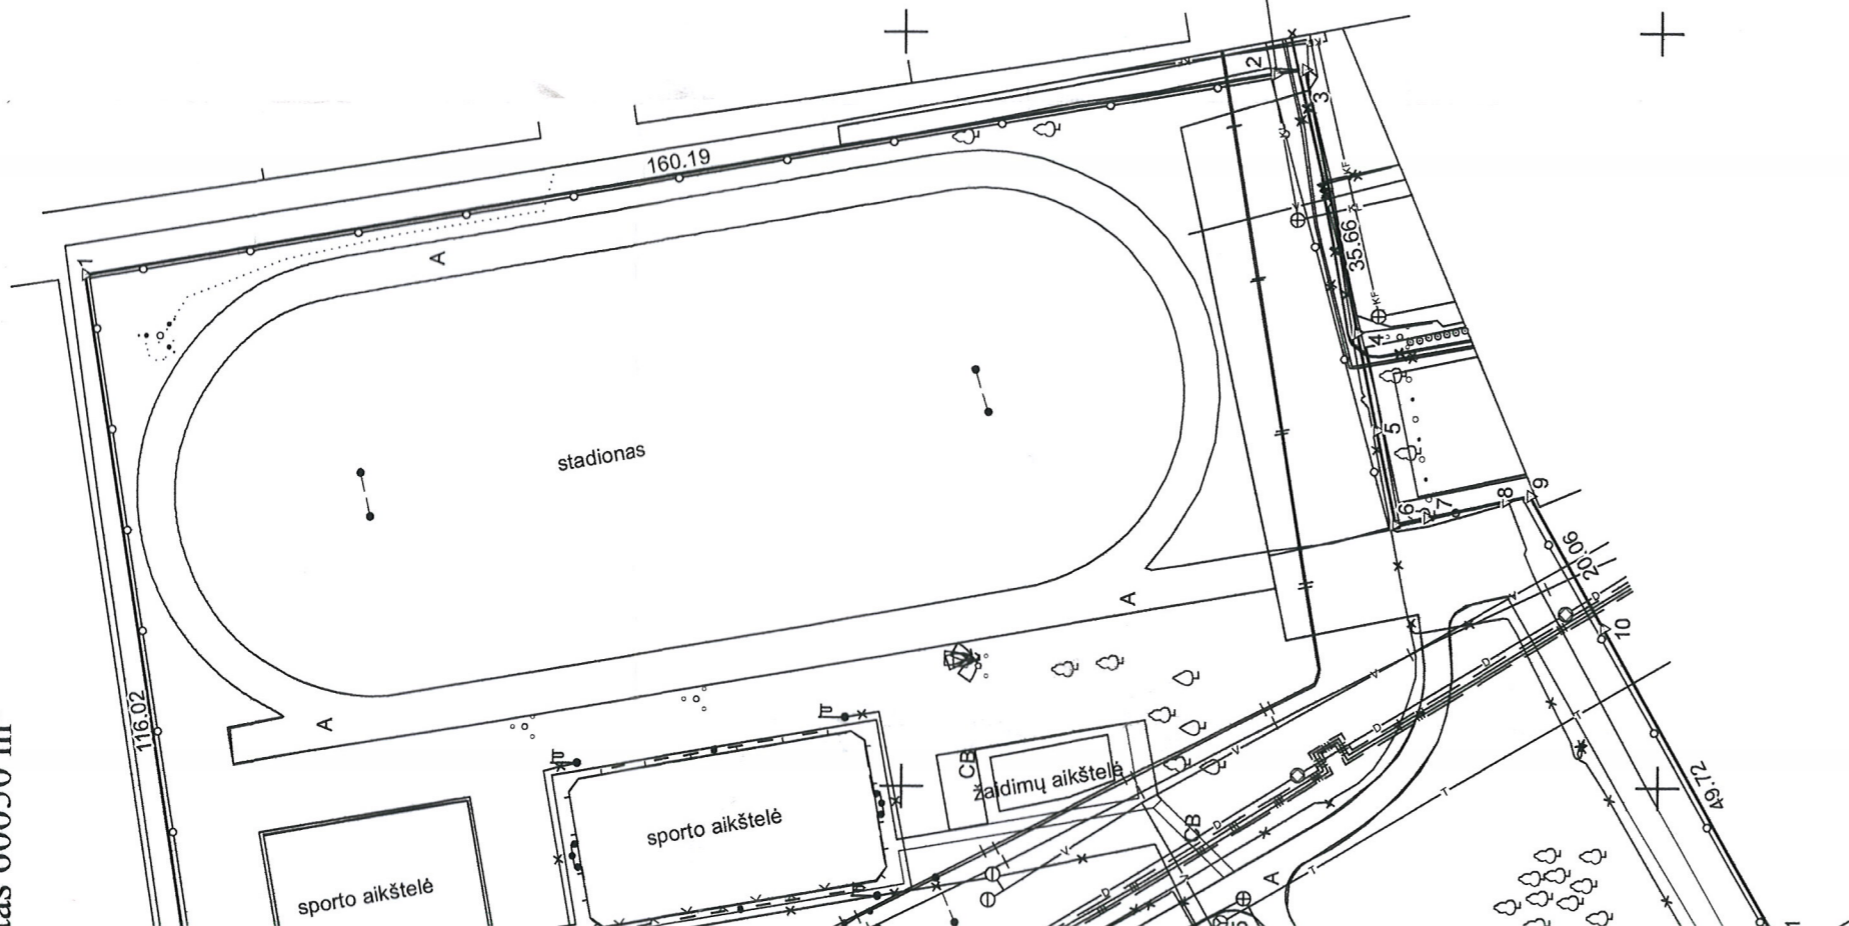 160.19
2
3
1
A
35.66
4
stadionas
5
6
7
8
9
20.06
A
10
A
116.02
CB
žaidimų aikštelė
49.72
sporto aikštelė
CB
sporto aikštelė
A